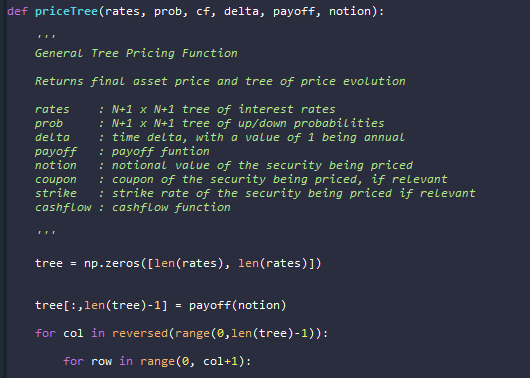 def priceTree(rates, prob, cf, delta, payoff, notion):
'''
General Tree Pricing Function
Returns final asset price and tree of price evolution
rates : N+1 x N+1 tree of interest rates
prob : N+1 x N+1 tree of up/down probabilities
delta : time delta, with a value of 1 being annual
payoff : payoff funtion
notion : notional value of the security being priced
coupon : coupon of the security being priced, if relevant
strike : strike rate of the security being priced if relevant
cashflow : cashflow function
'''
tree = np.zeros([len(rates), len(rates)])
tree[:,len(tree)-1] = payoff(notion)
for col in reversed(range(0,len(tree)-1)):
for row in range(0, col+1):